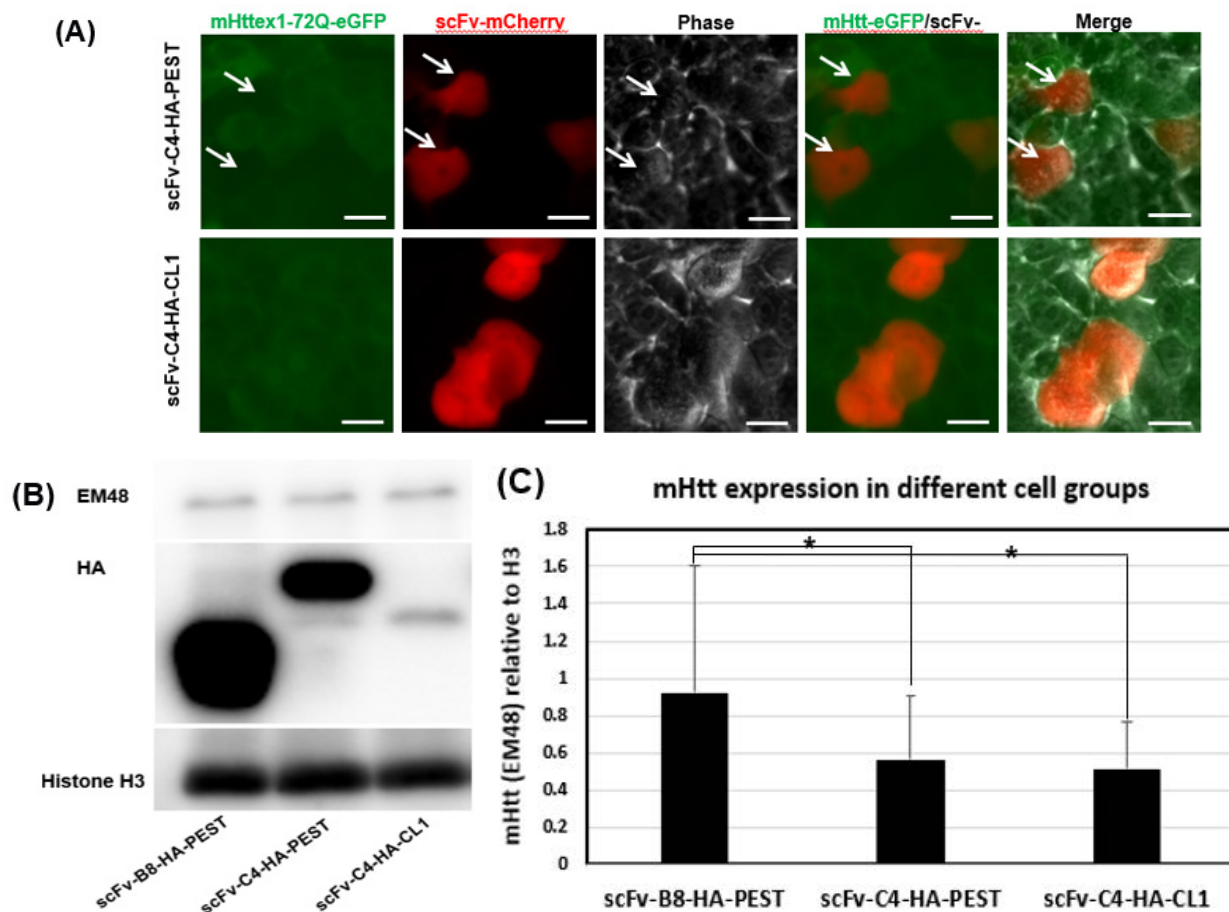 (A)
mHttex1-72Q-eGFP
scFv-mCherry
Phase
mHtt-eGFP/scFv-
Merge
scFv-C4-HA-PEST
scFv-C4-HA-CL1
(B)
EM48
HA
Histone H3
scFv-B8-HA-PEST
scFv-C4-HA-PEST
scFv-C4-HA-CL1
(C)
mHtt expression in different cell groups
mHtt (EM48) relative to H3
1.8
1.6
1.4
1.2
1
0.8
0.6
0.4
0.2
0
*
*
scFv-B8-HA-PEST
scFv-C4-HA-PEST
scFv-C4-HA-CL1